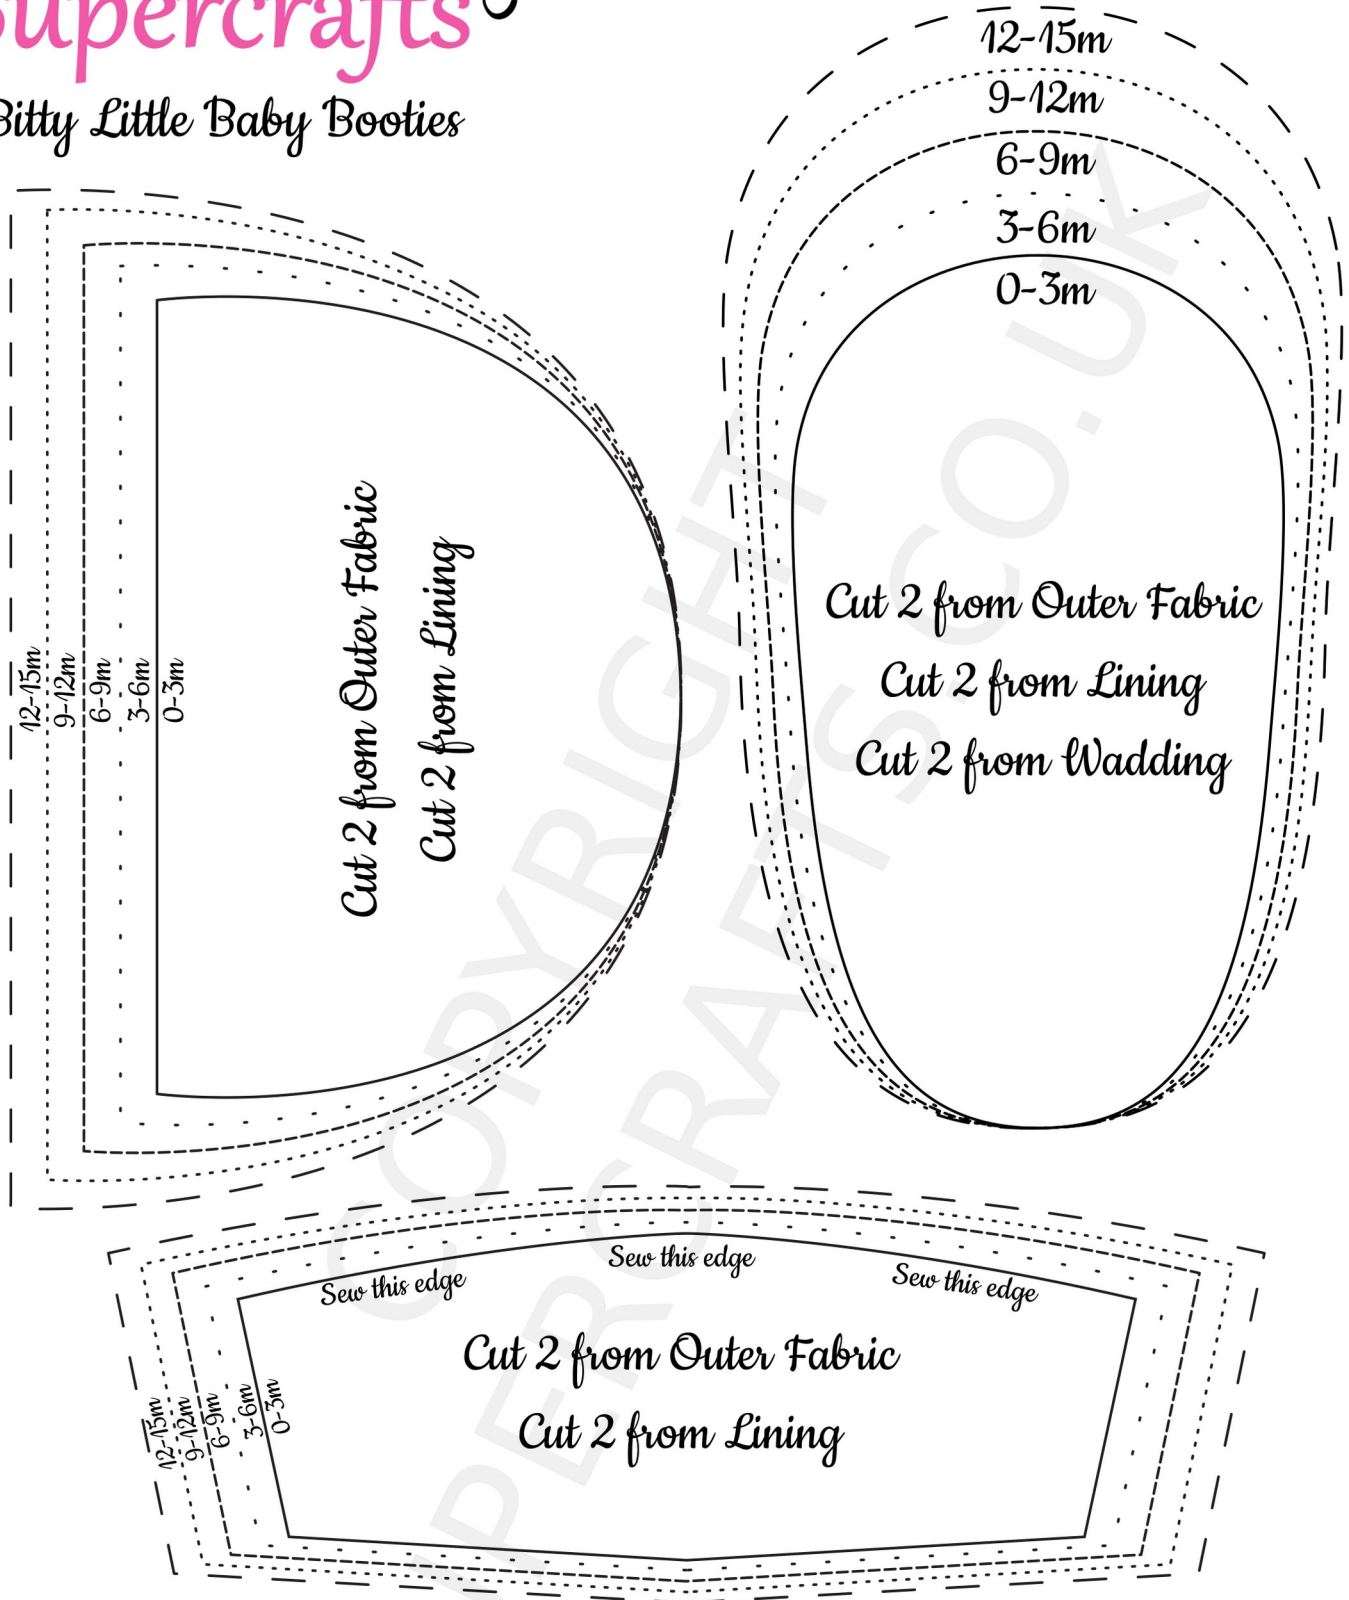 supercrafts
Bitty Little Baby Booties
12-15m
9-12m
6-9m
3-6m
0-3m
Cut 2 from Outer Fabric
Cut 2 from Lining
12-15m
9-12m
6-9m
3-6m
0-3m
Cut 2 from Outer Fabric
Cut 2 from Lining
Cut 2 from Wadding
Sew this edge
Sew this edge
Sew this edge
Cut 2 from Outer Fabric
Cut 2 from Lining
12-15m
9-12m
6-9m
3-6m
0-3m
COPYRIGHT
PERCRAFTS.CO.UK